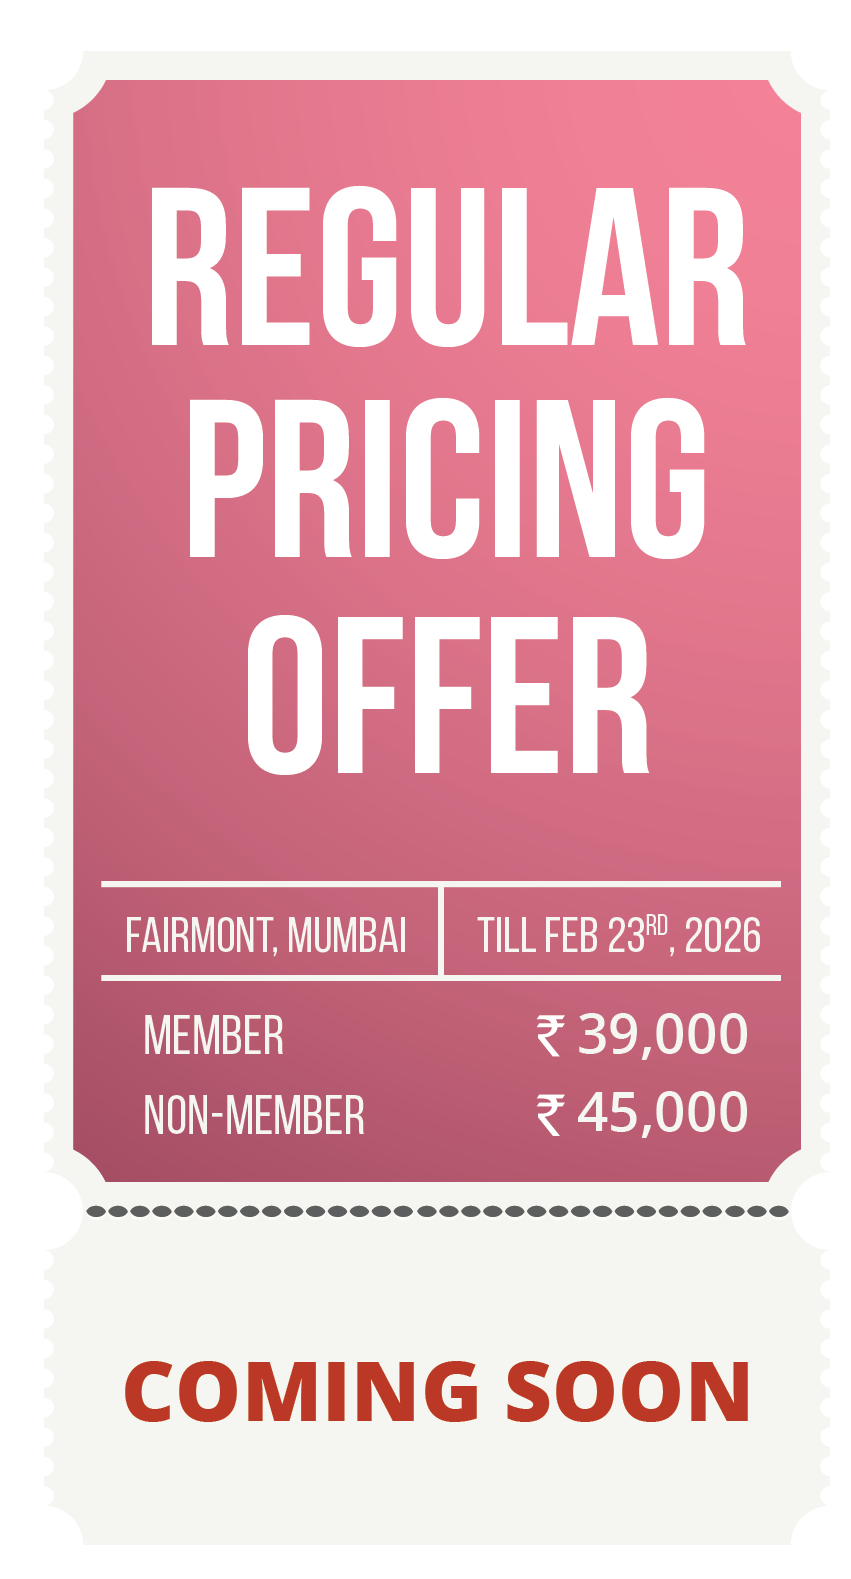 REGULAR
PRICING
OFFER
FAIRMONT, MUMBAI TILL FEB 23RD, 2026
MEMBER ₹ 39,000
NON-MEMBER ₹ 45,000
COMING SOON